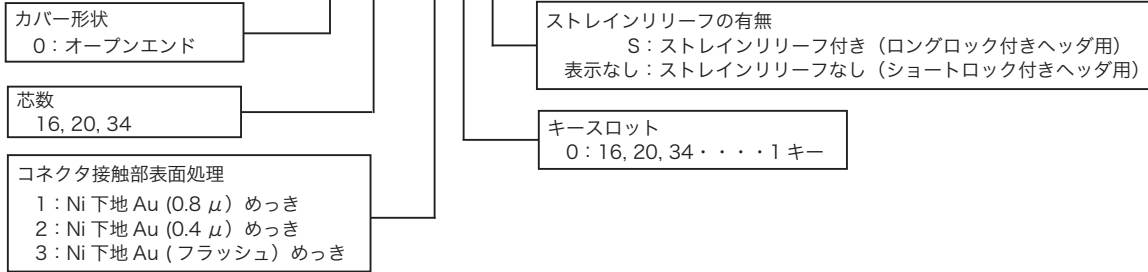 カバー形状
0：オープンエンド
芯数
16, 20, 34
コネクタ接触部表面処理
1：Ni 下地 Au (0.8 μ）めっき
2：Ni 下地 Au (0.4 μ）めっき
3：Ni 下地 Au ( フラッシュ）めっき
ストレインリリーフの有無
S：ストレインリリーフ付き（ロングロック付きヘッダ用）
表示なし：ストレインリリーフなし（ショートロック付きヘッダ用）
キースロット
0：16, 20, 34・・・・1 キー